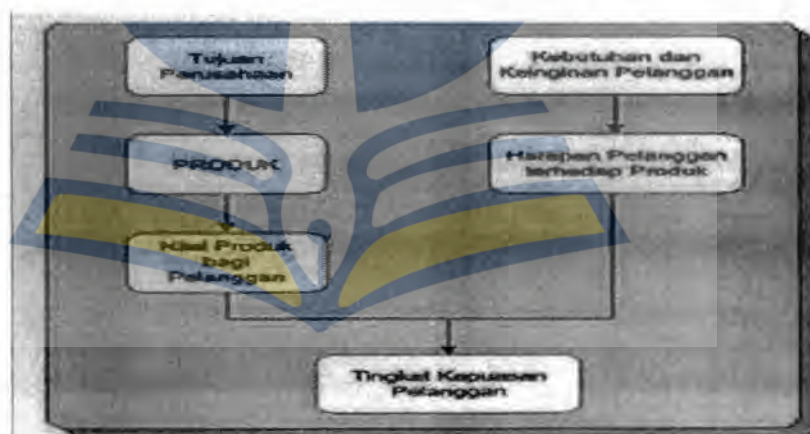 Tujuan
Perusahaan
Kebutuhan dan
Keinginan Pelanggan
PRODUK
Harapan Pelanggan
terhadap Produk
Nilai Produk
bagi
Pelanggan
Tingkat Kepuasan
Pelanggan